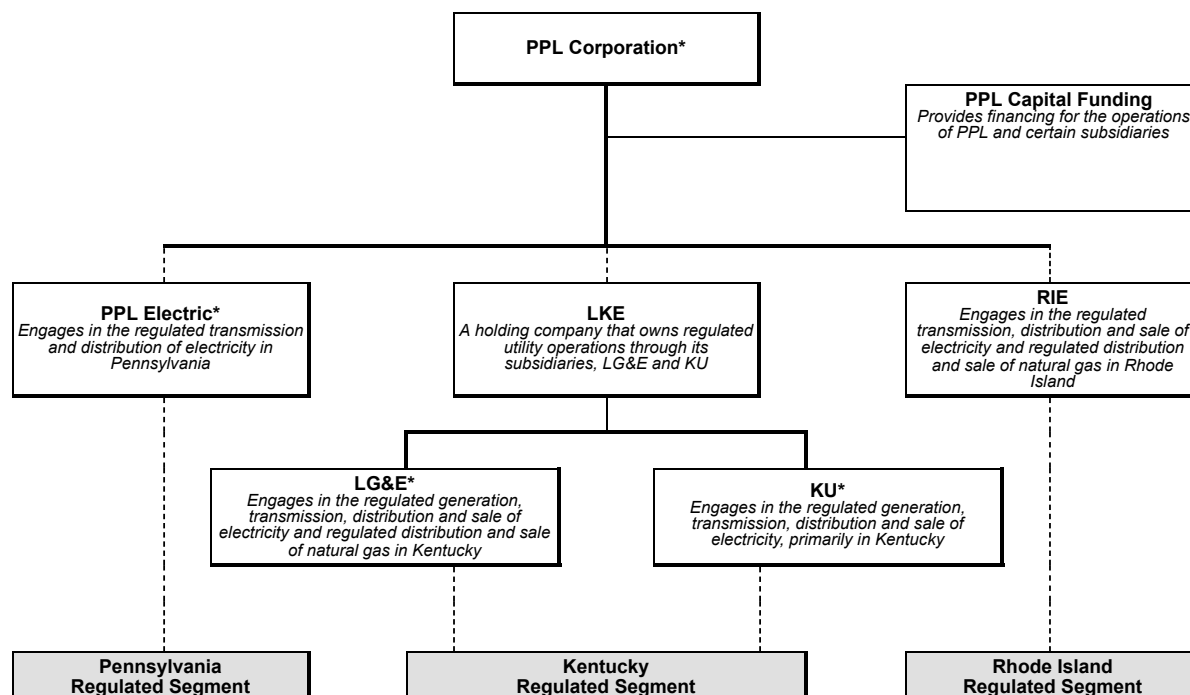 PPL Corporation*
PPL Capital Funding
Provides financing for the operations
of PPL and certain subsidiaries
PPL Electric*
Engages in the regulated transmission
and distribution of electricity in
Pennsylvania
LKE
A holding company that owns regulated
utility operations through its
subsidiaries, LG&E and KU
RIE
Engages in the regulated
transmission, distribution and sale of
electricity and regulated distribution
and sale of natural gas in Rhode
Island
LG&E*
Engages in the regulated generation,
transmission, distribution and sale of
electricity and regulated distribution and sale
of natural gas in Kentucky
KU*
Engages in the regulated generation,
transmission, distribution and sale of
electricity, primarily in Kentucky
Pennsylvania
Regulated Segment
Kentucky
Regulated Segment
Rhode Island
Regulated Segment